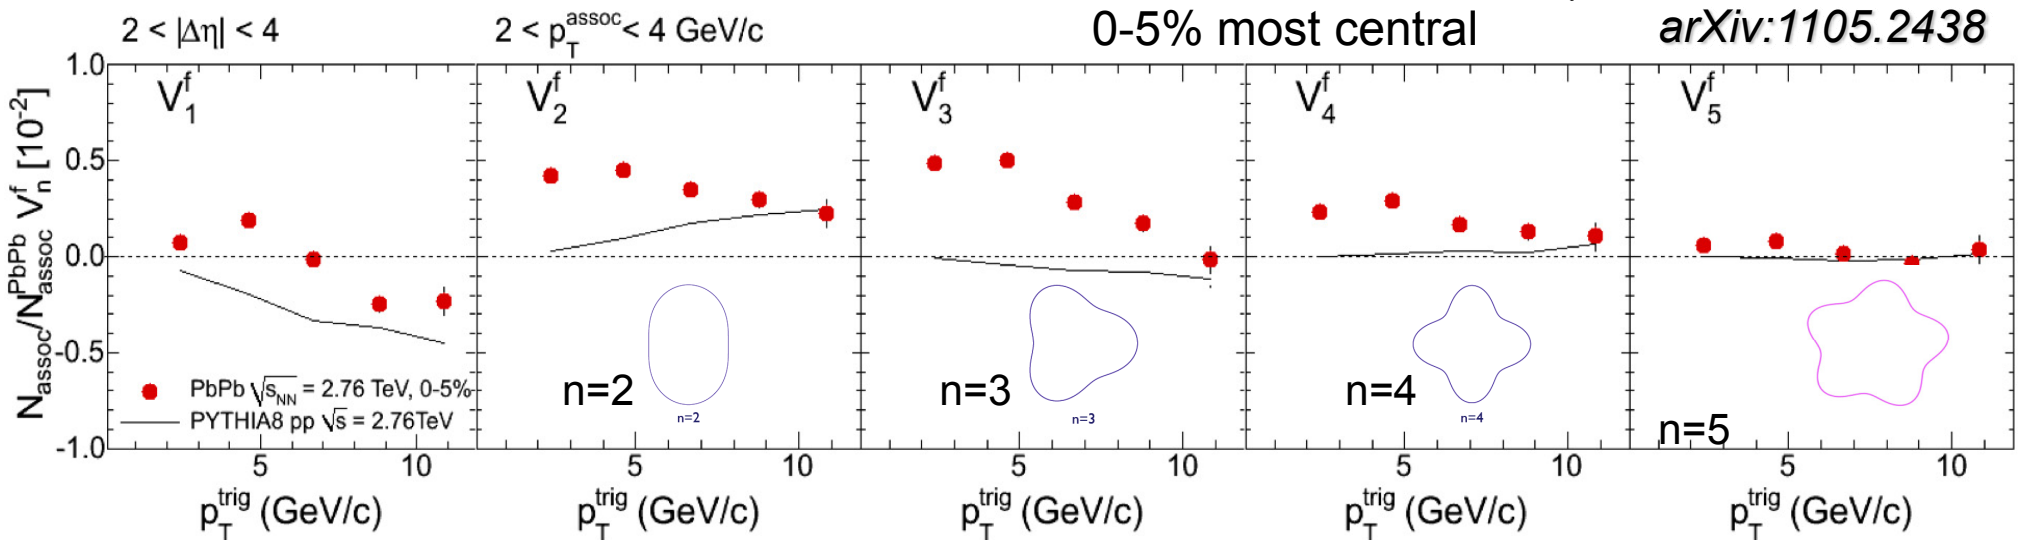 2 < |Δη| < 4
2 < p_T^assoc < 4 GeV/c
0-5% most central
arXiv:1105.2438
N_assoc/N_assoc^PbPb V_n^f [10^-2]
1.0
0.5
0.0
-0.5
-1.0
V_1^f
V_2^f
V_3^f
V_4^f
V_5^f
PbPb √s_NN = 2.76 TeV, 0-5%
PYTHIA8 pp √s = 2.76TeV
n=2
n=2
n=3
n=3
n=4
n=4
n=5
5 10
5 10
5 10
5 10
5 10
p_T^trig (GeV/c)
p_T^trig (GeV/c)
p_T^trig (GeV/c)
p_T^trig (GeV/c)
p_T^trig (GeV/c)